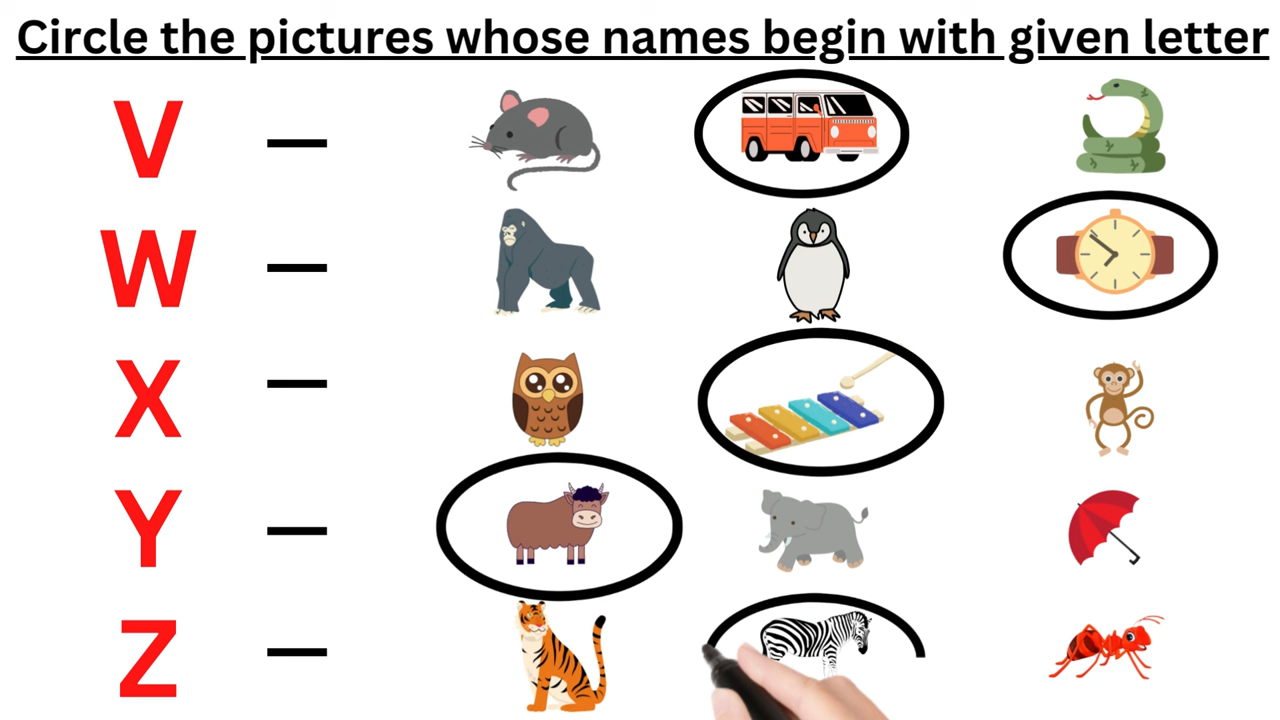 Circle the pictures whose names begin with given letter
V —
W —
X —
Y —
Z —